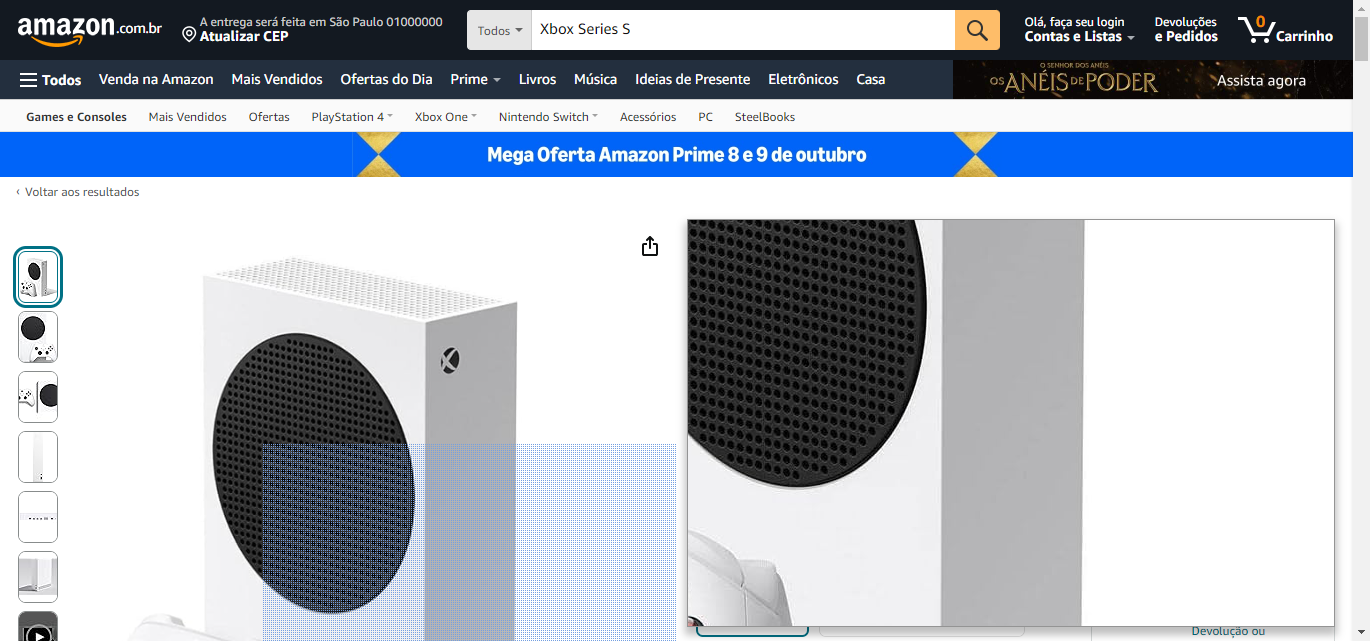 amazon.com.br
A entrega será feita em São Paulo 01000000
Atualizar CEP
Todos
Xbox Series S
Olá, faça seu login
Contas e Listas
Devoluções
e Pedidos
0
Carrinho
Todos
Venda na Amazon
Mais Vendidos
Ofertas do Dia
Prime
Livros
Música
Ideias de Presente
Eletrônicos
Casa
O SENHOR DOS ANÉIS
OS ANÉIS DE PODER
Assista agora
Games e Consoles
Mais Vendidos
Ofertas
PlayStation 4
Xbox One
Nintendo Switch
Acessórios
PC
SteelBooks
Mega Oferta Amazon Prime 8 e 9 de outubro
‹ Voltar aos resultados
Devolução ou